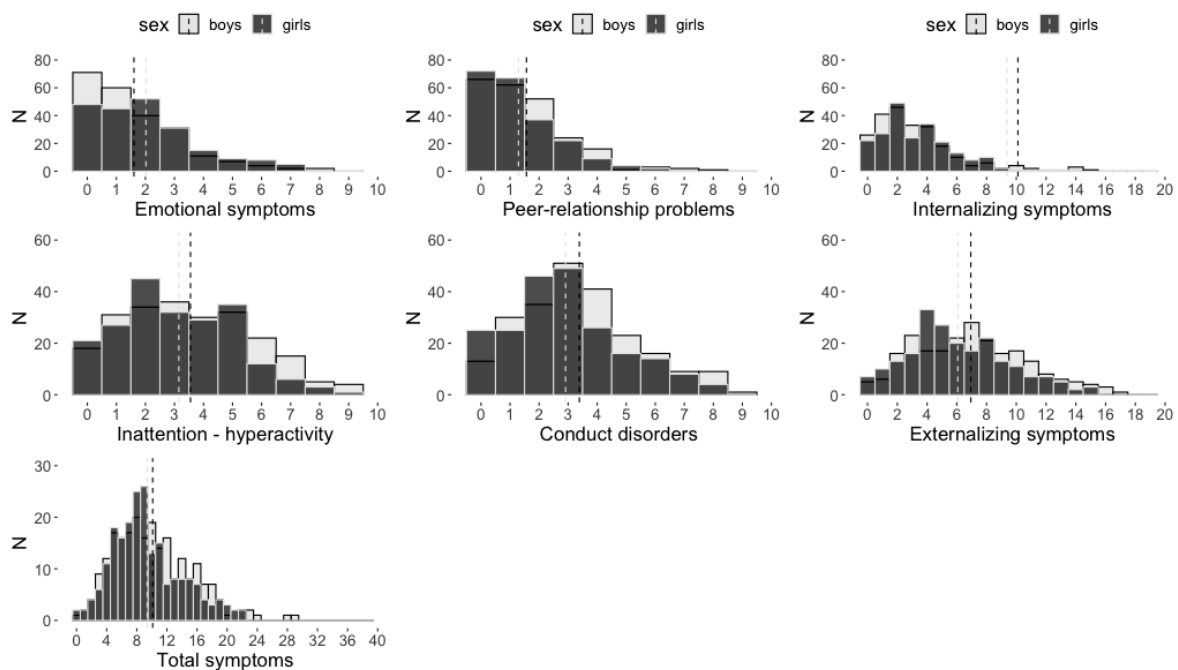 sex boys girls
sex boys girls
sex boys girls
80
60
40
20
0
N
0 1 2 3 4 5 6 7 8 9 10
Emotional symptoms
80
60
40
20
0
N
0 1 2 3 4 5 6 7 8 9 10
Peer-relationship problems
80
60
40
20
0
N
0 2 4 6 8 10 12 14 16 18 20
Internalizing symptoms
60
40
20
0
N
0 1 2 3 4 5 6 7 8 9 10
Inattention - hyperactivity
60
40
20
0
N
0 1 2 3 4 5 6 7 8 9 10
Conduct disorders
60
40
20
0
N
0 2 4 6 8 10 12 14 16 18 20
Externalizing symptoms
30
20
10
0
N
0 4 8 12 16 20 24 28 32 36 40
Total symptoms